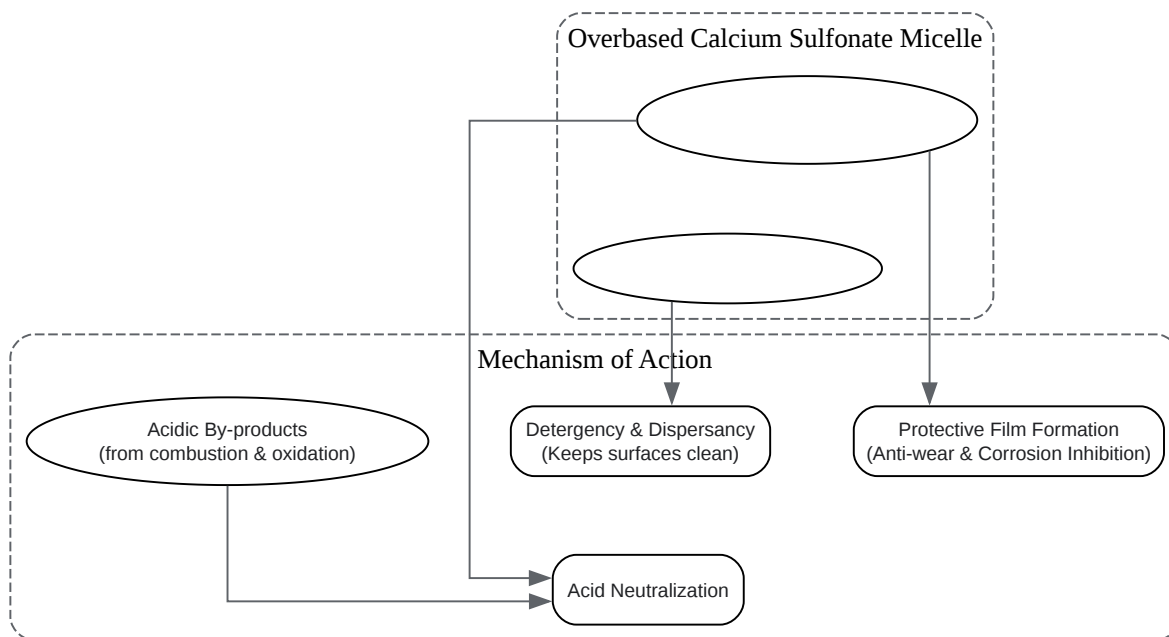 Overbased Calcium Sulfonate Micelle
Mechanism of Action
Acidic By-products
(from combustion & oxidation)
Detergency & Dispersancy
(Keeps surfaces clean)
Protective Film Formation
(Anti-wear & Corrosion Inhibition)
Acid Neutralization